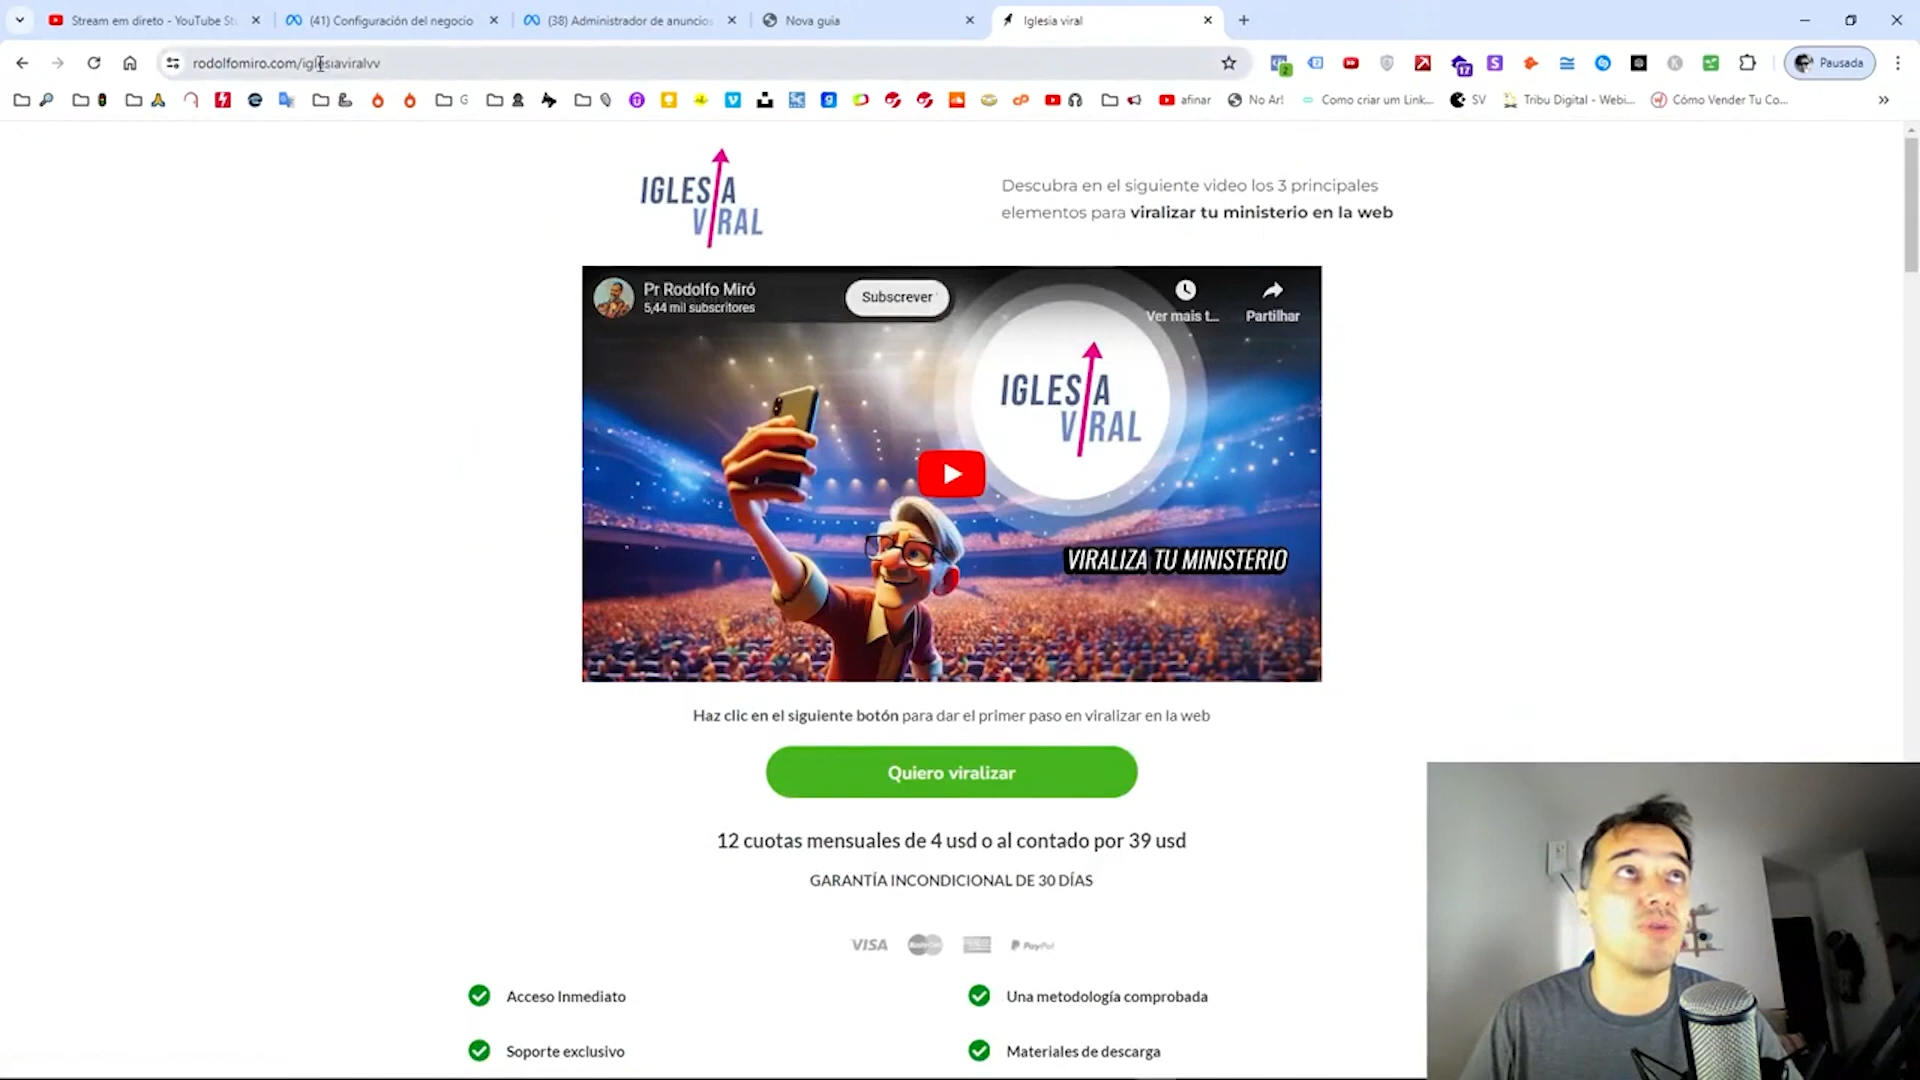 Stream em direto - YouTube St
(41) Configuración del negocio
(38) Administrador de anuncios
Nova guia
Iglesia viral
rodolfomiro.com/iglesiaviralvv
2
17
Pausada
G
afinar
No Ar!
Como criar um Link...
SV
Tribu Digital - Webi...
Cómo Vender Tu Co...
IGLESIA
VIRAL
Descubra en el siguiente video los 3 principales
elementos para viralizar tu ministerio en la web
Pr Rodolfo Miró
5,44 mil subscritores
Subscrever
Ver mais t...
Partilhar
IGLESIA
VIRAL
VIRALIZA TU MINISTERIO
Haz clic en el siguiente botón para dar el primer paso en viralizar en la web
Quiero viralizar
12 cuotas mensuales de 4 usd o al contado por 39 usd
GARANTÍA INCONDICIONAL DE 30 DÍAS
VISA
MasterCard
PayPal
Acceso Inmediato
Una metodología comprobada
Soporte exclusivo
Materiales de descarga